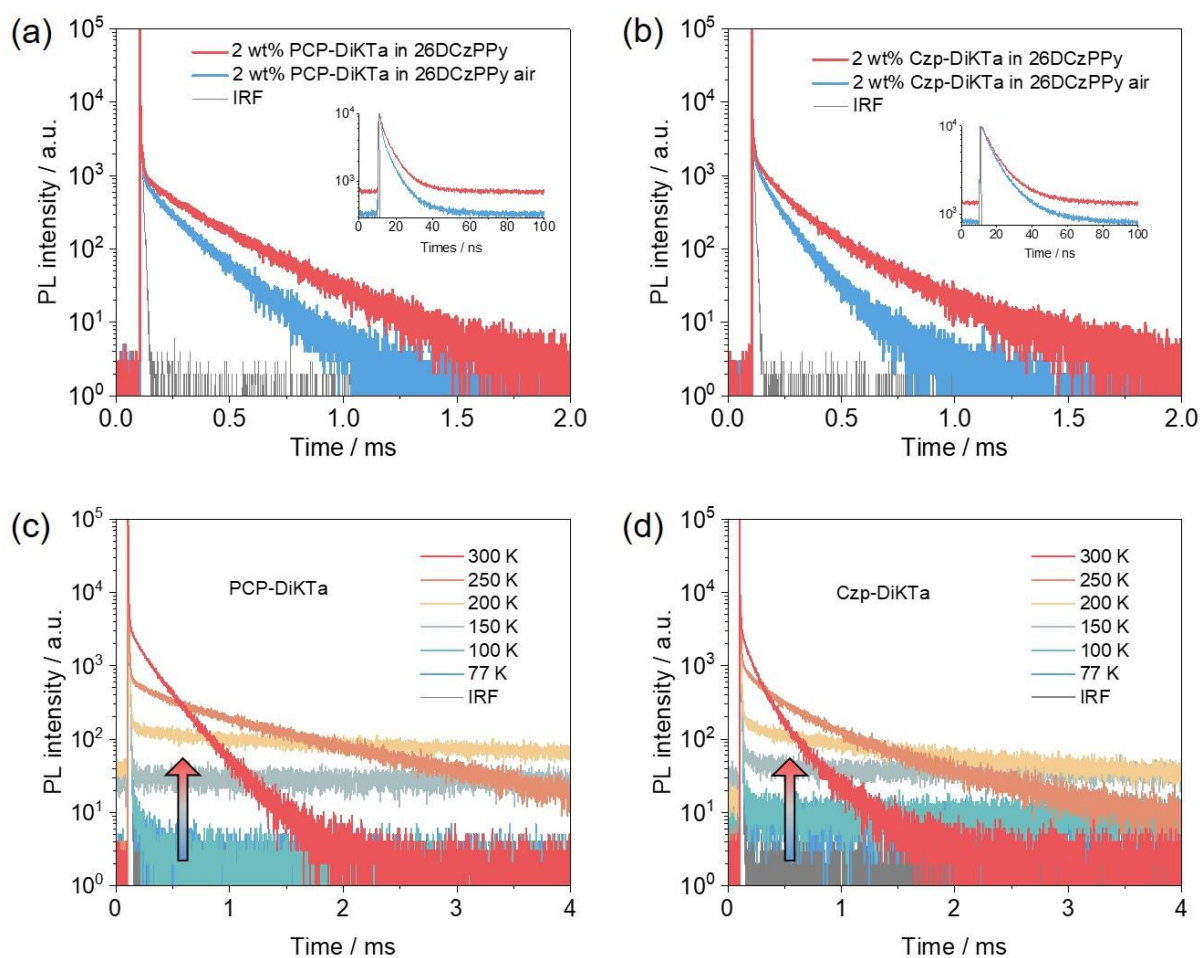 (a)
10⁵
10⁴
10³
10²
10¹
10⁰
PL intensity / a.u.
2 wt% PCP-DiKTa in 26DCzPPy
2 wt% PCP-DiKTa in 26DCzPPy air
IRF
10⁴
10³
0 20 40 60 80 100
Times / ns
0.0 0.5 1.0 1.5 2.0
Time / ms
(b)
10⁵
10⁴
10³
10²
10¹
10⁰
PL intensity / a.u.
2 wt% Czp-DiKTa in 26DCzPPy
2 wt% Czp-DiKTa in 26DCzPPy air
IRF
10⁴
10³
0 20 40 60 80 100
Time / ns
0.0 0.5 1.0 1.5 2.0
Time / ms
(c)
10⁵
10⁴
10³
10²
10¹
10⁰
PL intensity / a.u.
PCP-DiKTa
300 K
250 K
200 K
150 K
100 K
77 K
IRF
0 1 2 3 4
Time / ms
(d)
10⁵
10⁴
10³
10²
10¹
10⁰
PL intensity / a.u.
Czp-DiKTa
300 K
250 K
200 K
150 K
100 K
77 K
IRF
0 1 2 3 4
Time / ms